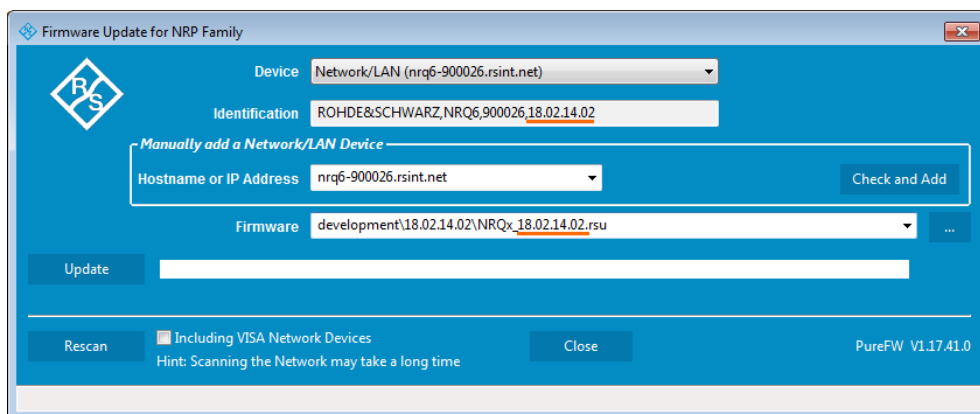 Firmware Update for NRP Family
R S
Device Network/LAN (nrq6-900026.rsint.net)
Identification ROHDE&SCHWARZ,NRQ6,900026,18.02.14.02
Manually add a Network/LAN Device
Hostname or IP Address nrq6-900026.rsint.net Check and Add
Firmware development\18.02.14.02\NRQx_18.02.14.02.rsu ...
Update
Rescan Including VISA Network Devices Close PureFW V1.17.41.0
Hint: Scanning the Network may take a long time